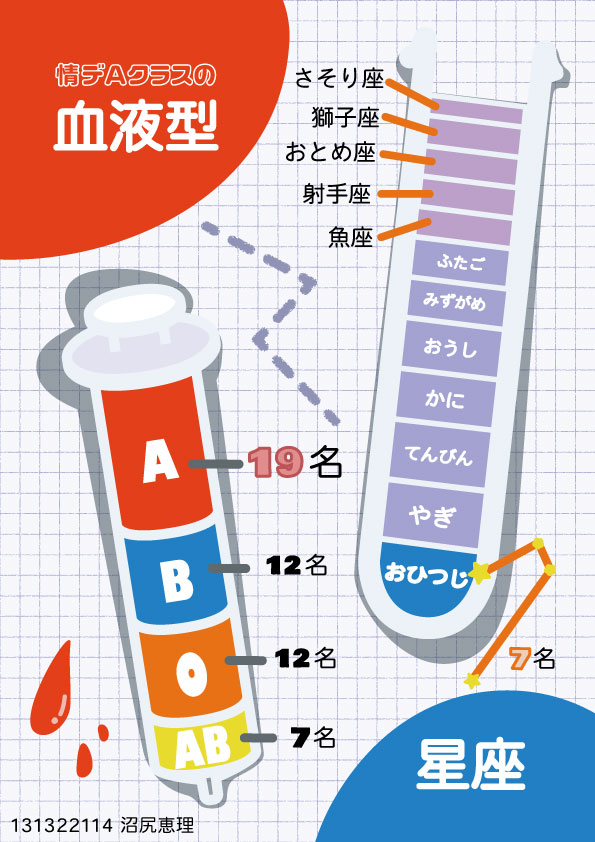 情デAクラスの
血液型
さそり座
獅子座
おとめ座
射手座
魚座
ふたご
みずがめ
おうし
かに
てんびん
やぎ
おひつじ
7名
A
19名
B
12名
O
12名
AB
7名
星座
131322114 沼尻恵理